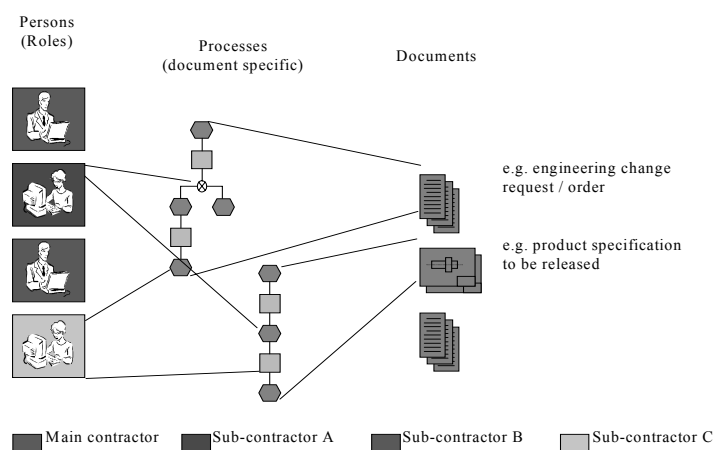 Persons
(Roles)
Processes
(document specific)
Documents
e.g. engineering change
request / order
e.g. product specification
to be released
Main contractor
Sub-contractor A
Sub-contractor B
Sub-contractor C